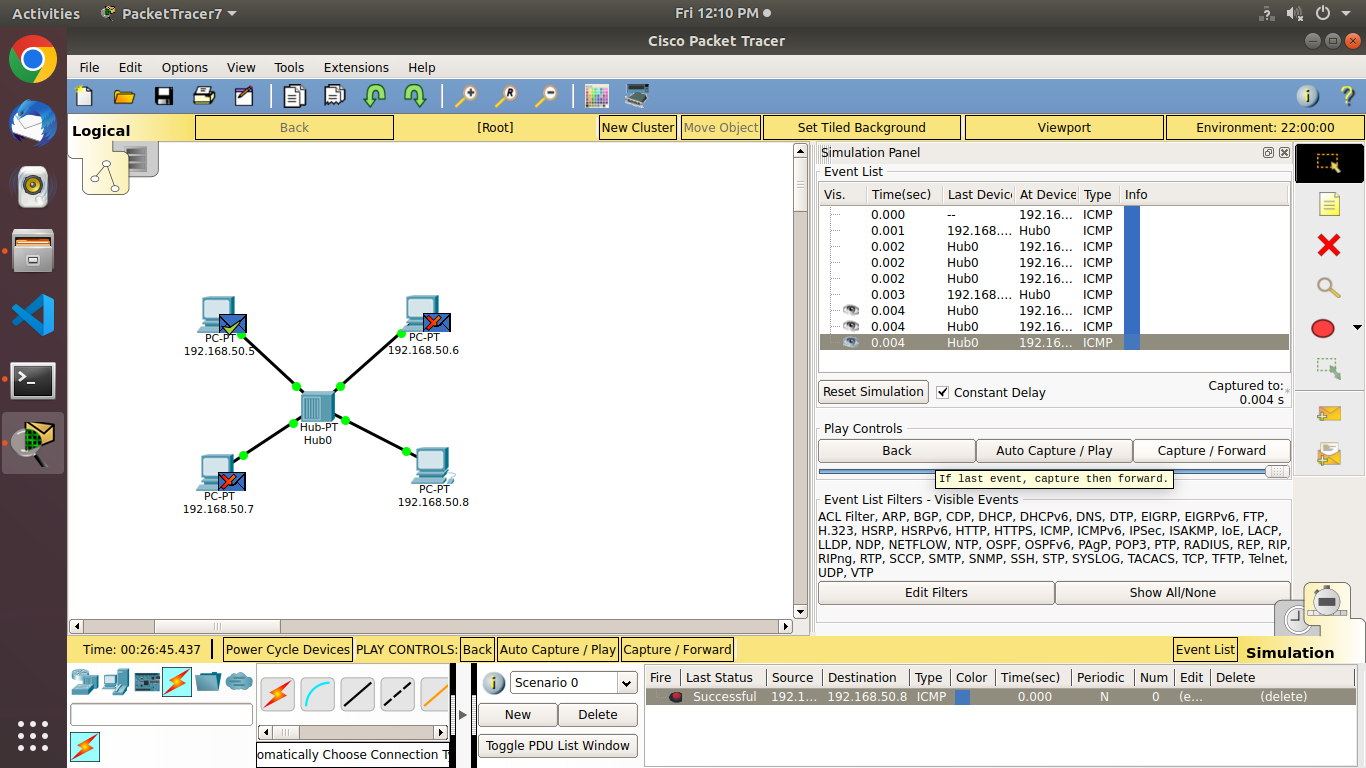 Activities PacketTracer7 Fri 12:10 PM
Cisco Packet Tracer
File Edit Options View Tools Extensions Help
Logical Back [Root] New Cluster Move Object Set Tiled Background Viewport Environment: 22:00:00
Simulation Panel
Event List
Vis. Time(sec) Last Devic At Device Type Info
0.000 -- 192.16... ICMP
0.001 192.168.... Hub0 ICMP
0.002 Hub0 192.16... ICMP
0.002 Hub0 192.16... ICMP
0.002 Hub0 192.16... ICMP
0.003 192.168.... Hub0 ICMP
0.004 Hub0 192.16... ICMP
0.004 Hub0 192.16... ICMP
0.004 Hub0 192.16... ICMP
Reset Simulation Constant Delay Captured to: *
0.004 s
Play Controls
Back Auto Capture / Play Capture / Forward
If last event, capture then forward.
Event List Filters - Visible Events
ACL Filter, ARP, BGP, CDP, DHCP, DHCPv6, DNS, DTP, EIGRP, EIGRPv6, FTP,
H.323, HSRP, HSRPv6, HTTP, HTTPS, ICMP, ICMPv6, IPSec, ISAKMP, IoE, LACP,
LLDP, NDP, NETFLOW, NTP, OSPF, OSPFv6, PAgP, POP3, PTP, RADIUS, REP, RIP,
RIPng, RTP, SCCP, SMTP, SNMP, SSH, STP, SYSLOG, TACACS, TCP, TFTP, Telnet,
UDP, VTP
Edit Filters Show All/None
PC-PT
192.168.50.5
PC-PT
192.168.50.6
Hub-PT
Hub0
PC-PT
192.168.50.7
PC-PT
192.168.50.8
Time: 00:26:45.437 Power Cycle Devices PLAY CONTROLS: Back Auto Capture / Play Capture / Forward Event List Simulation
Scenario 0
New Delete
Toggle PDU List Window
omatically Choose Connection T
Fire Last Status Source Destination Type Color Time(sec) Periodic Num Edit Delete
Successful 192.1... 192.168.50.8 ICMP 0.000 N 0 (e... (delete)